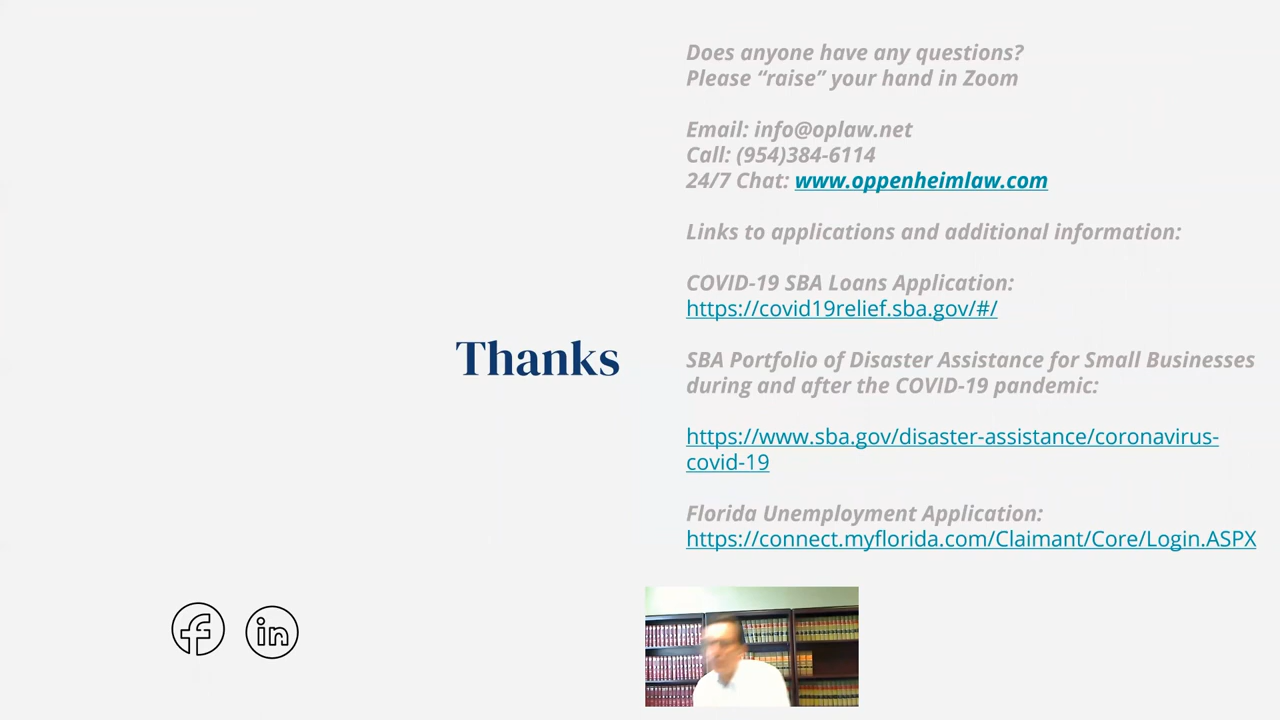 Does anyone have any questions?
Please “raise” your hand in Zoom
Email: info@oplaw.net
Call: (954)384-6114
24/7 Chat: www.oppenheimlaw.com
Links to applications and additional information:
COVID-19 SBA Loans Application:
https://covid19relief.sba.gov/#/
Thanks
SBA Portfolio of Disaster Assistance for Small Businesses
during and after the COVID-19 pandemic:
https://www.sba.gov/disaster-assistance/coronavirus-
covid-19
Florida Unemployment Application:
https://connect.myflorida.com/Claimant/Core/Login.ASPX
f
in